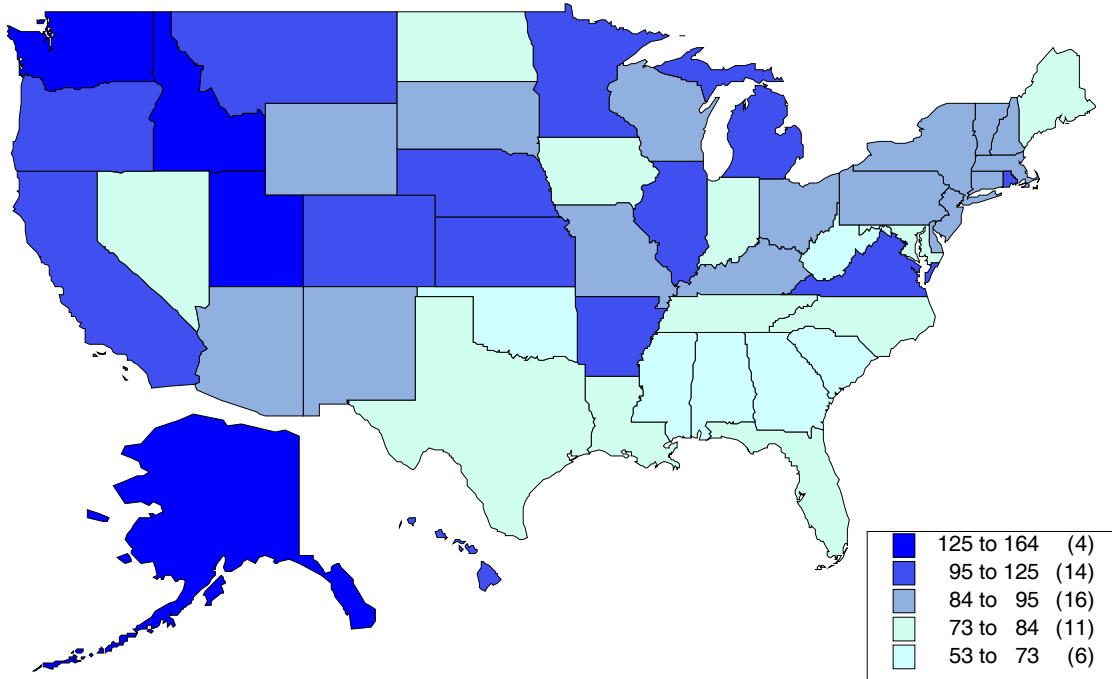 125 to 164 (4)
95 to 125 (14)
84 to 95 (16)
73 to 84 (11)
53 to 73 (6)